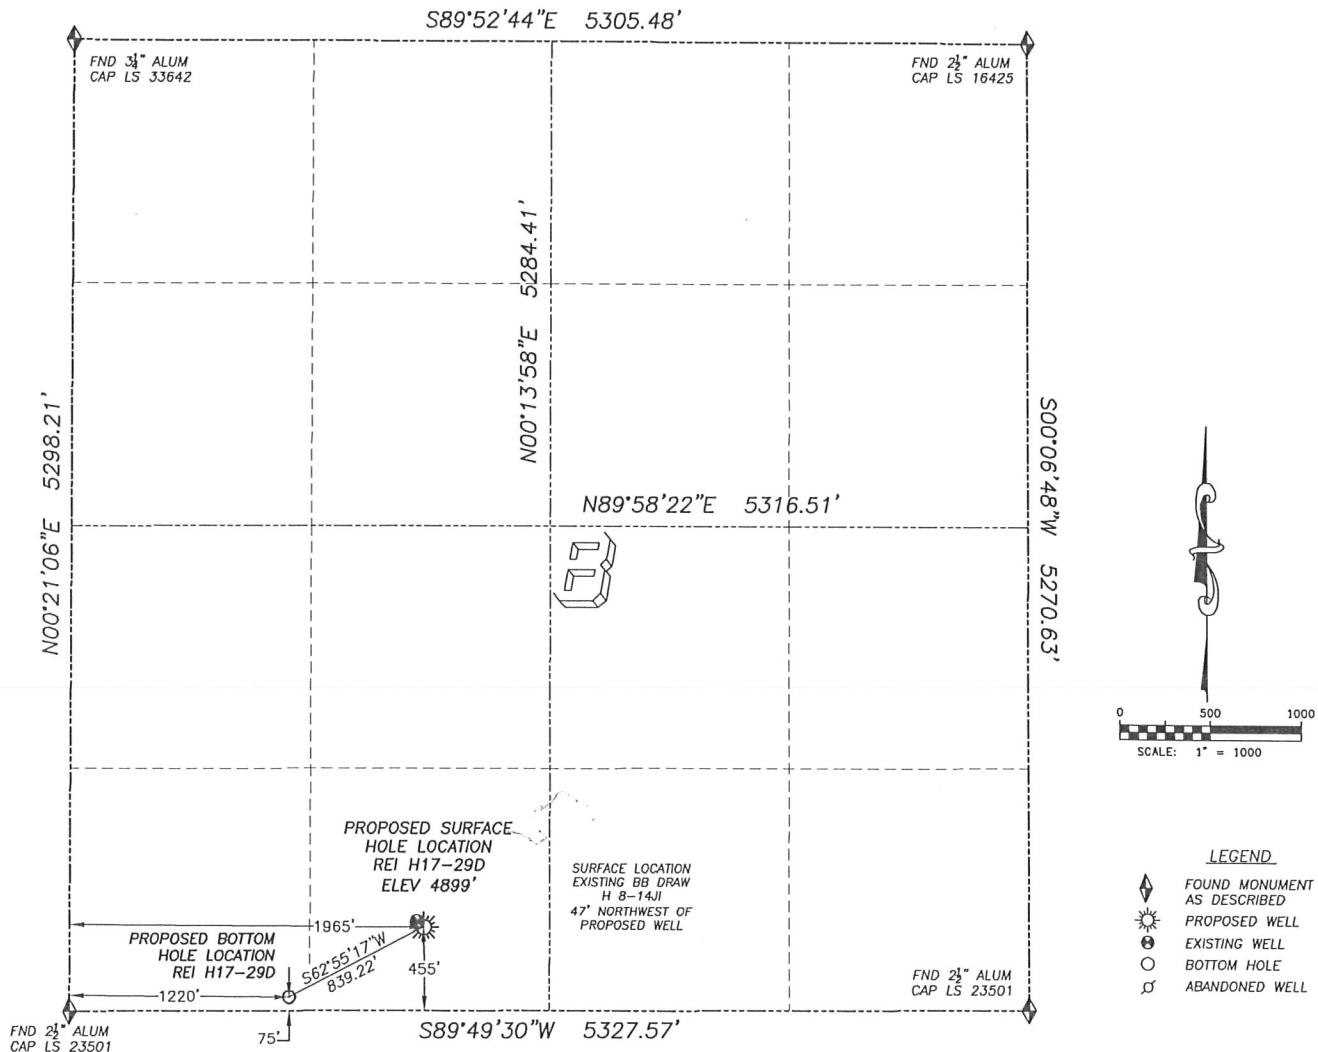 S89°52'44"E 5305.48'
FND 3¼" ALUM
CAP LS 33642
FND 2½" ALUM
CAP LS 16425
N00°21'06"E 5298.21'
N00°13'58"E 5284.41'
S00°06'48"W 5270.63'
N89°58'22"E 5316.51'
8
0 500 1000
SCALE: 1" = 1000
PROPOSED SURFACE
HOLE LOCATION
REI H17-29D
ELEV 4899'
SURFACE LOCATION
EXISTING BB DRAW
H 8-14JI
47' NORTHWEST OF
PROPOSED WELL
1965'
PROPOSED BOTTOM
HOLE LOCATION
REI H17-29D
S62°55'17"W
839.22'
455'
1220'
75'
FND 2½" ALUM
CAP LS 23501
S89°49'30"W 5327.57'
FND 2½" ALUM
CAP LS 23501
LEGEND
FOUND MONUMENT
AS DESCRIBED
PROPOSED WELL
EXISTING WELL
BOTTOM HOLE
ABANDONED WELL